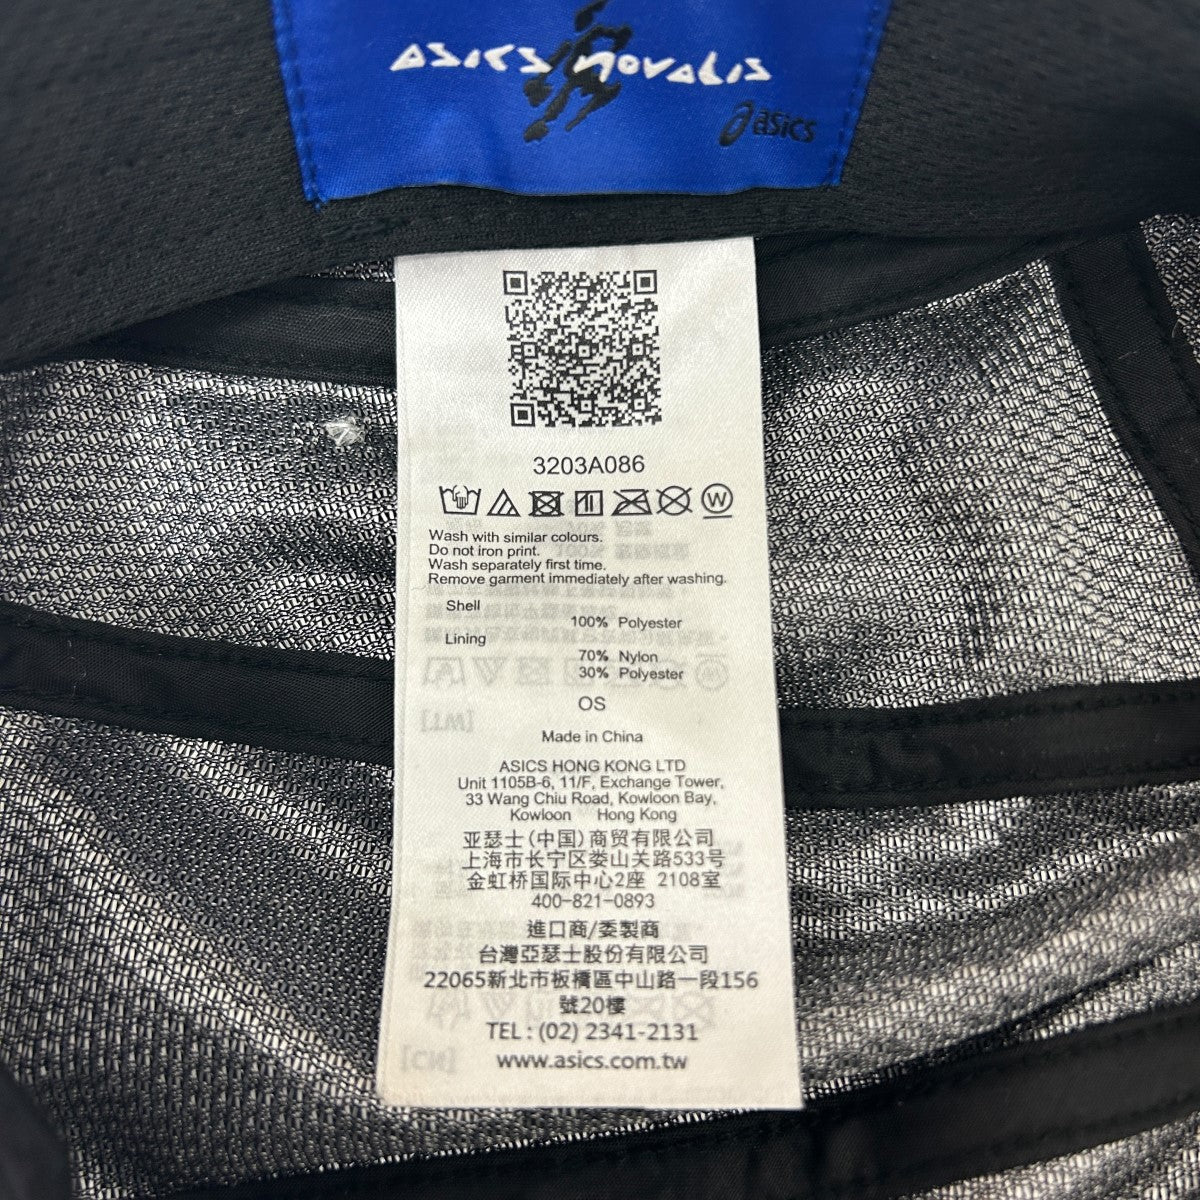 asics novalis
asics
3203A086
W
Wash with similar colours.
Do not iron print.
Wash separately first time.
Remove garment immediately after washing.
Shell
100% Polyester
Lining
70% Nylon
30% Polyester
OS
Made in China
ASICS HONG KONG LTD
Unit 1105B-6, 11/F, Exchange Tower,
33 Wang Chiu Road, Kowloon Bay,
Kowloon Hong Kong
亚瑟士(中国)商贸有限公司
上海市长宁区娄山关路533号
金虹桥国际中心2座 2108室
400-821-0893
進口商/委製商
台灣亞瑟士股份有限公司
22065新北市板橋區中山路一段156
號20樓
TEL:(02) 2341-2131
www.asics.com.tw